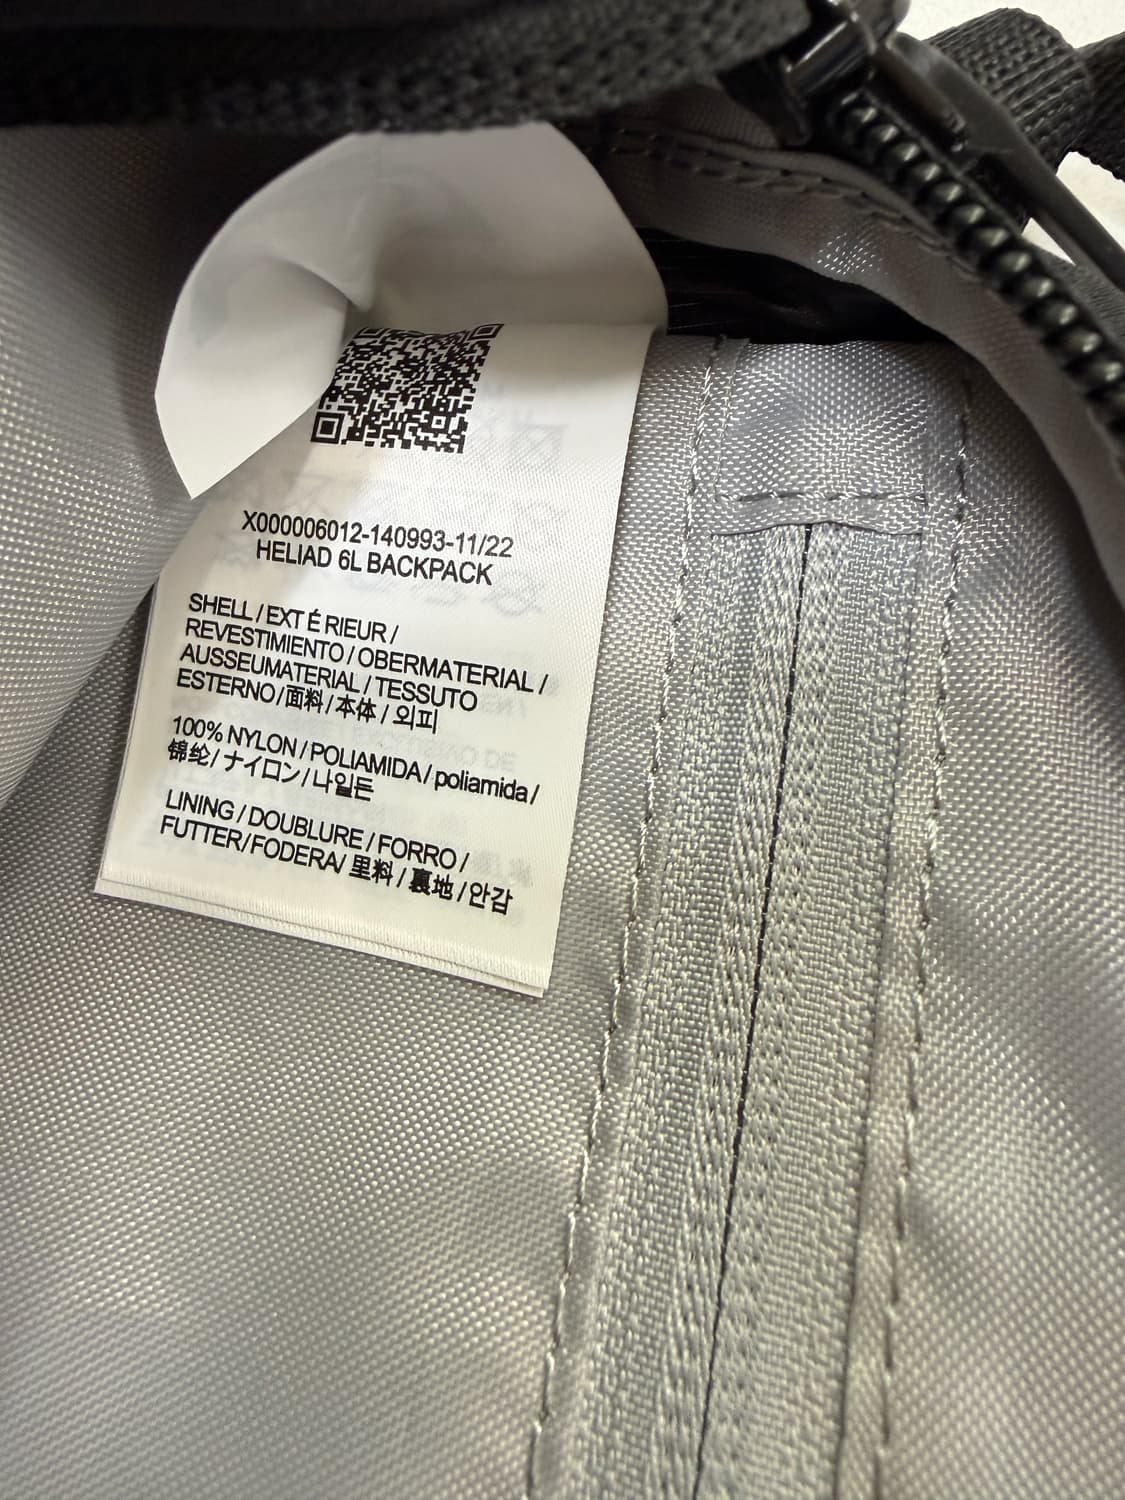 X000006012-140993-11/22
HELIAD 6L BACKPACK
SHELL / EXT É RIEUR /
REVESTIMIENTO / OBERMATERIAL /
AUSSEUMATERIAL / TESSUTO
ESTERNO / 面料 / 本体 / 외피
100% NYLON / POLIAMIDA / poliamida /
锦纶 / ナイロン / 나일든
LINING / DOUBLURE / FORRO /
FUTTER/FODERA/ 里料 / 裏地 / 안감